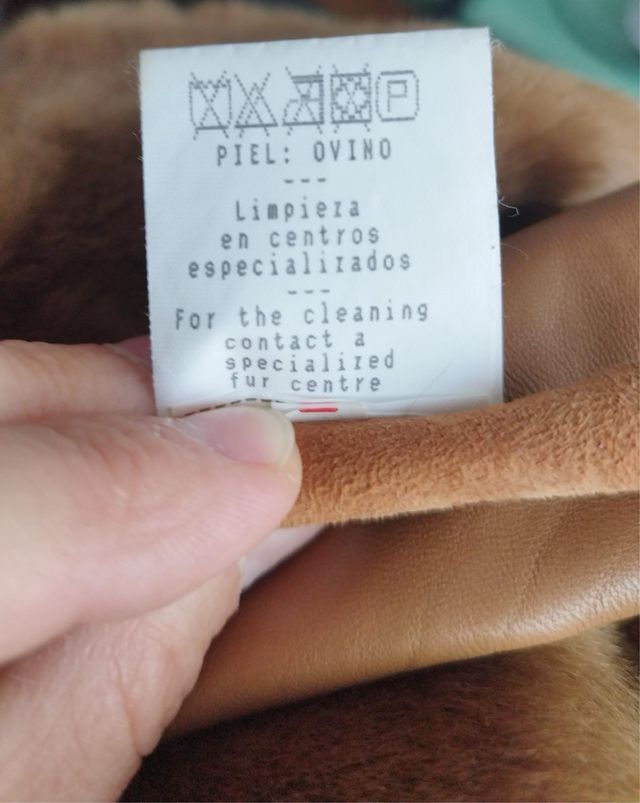 P
PIEL: OVINO
---
Limpieza
en centros
especializados
---
For the cleaning
contact a
specialized
fur centre